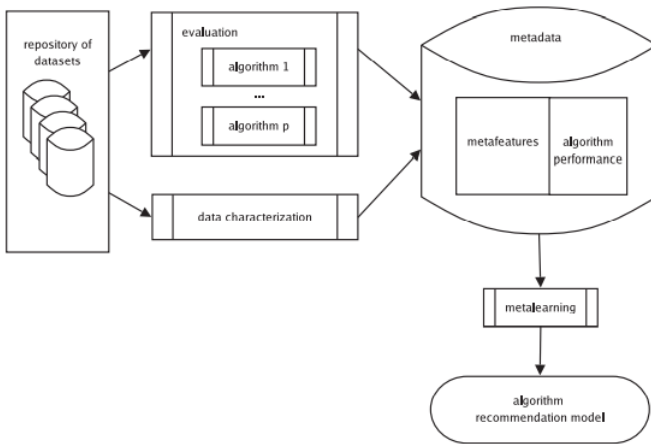 repository of
datasets
evaluation
algorithm 1
...
algorithm p
data characterization
metadata
metafeatures
algorithm
performance
metalearning
algorithm
recommendation model